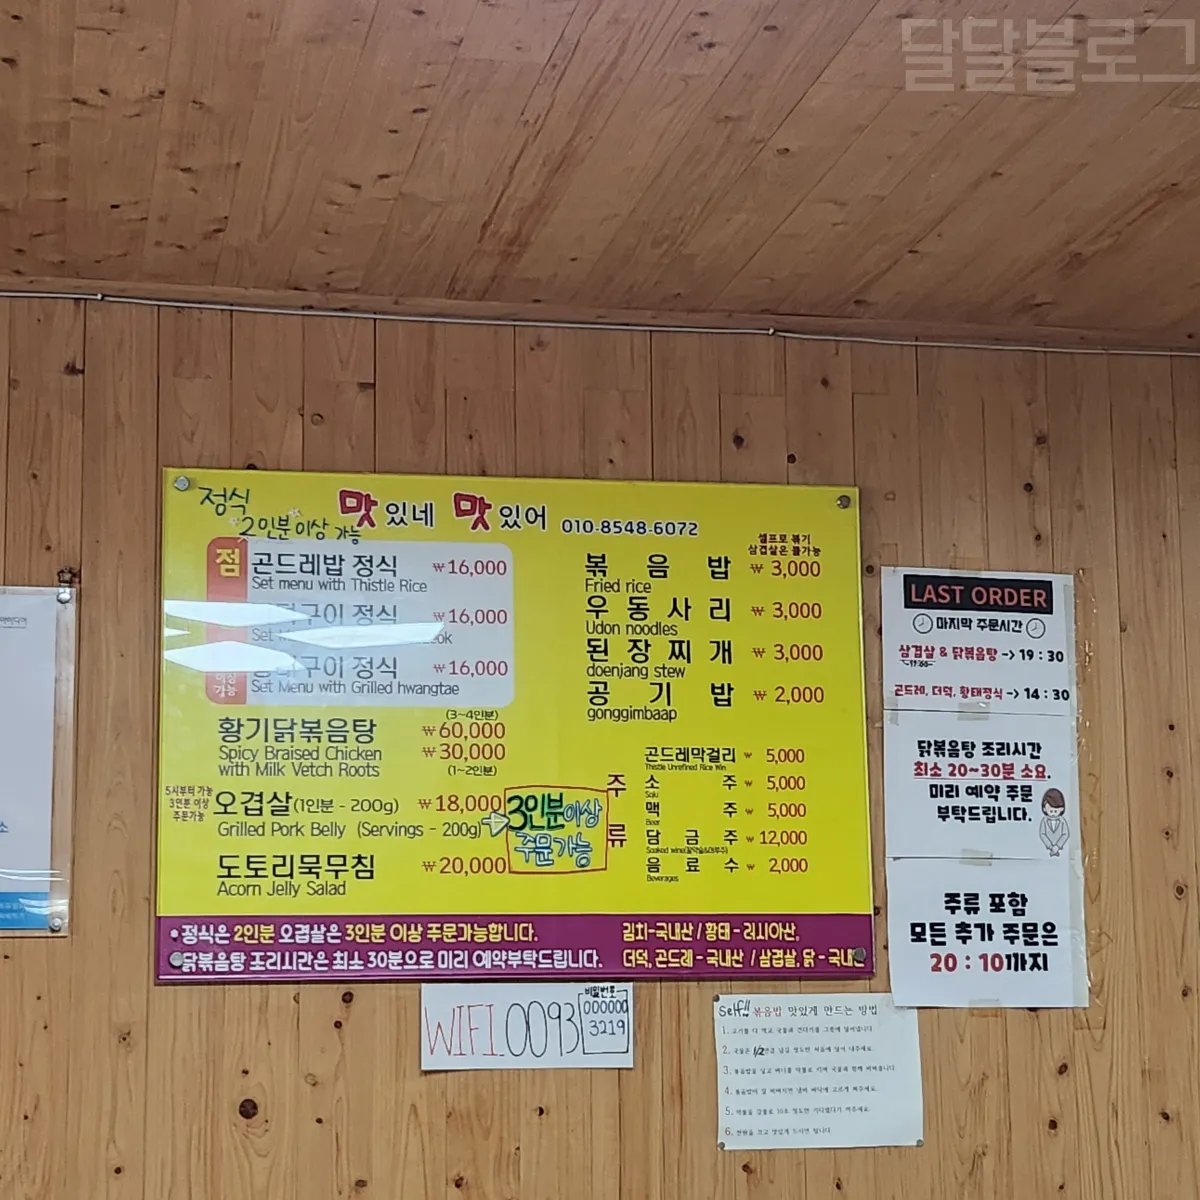 달달블로그
정식
2인분 이상 가능
맛있네 맛있어 010-8548-6072
점
곤드레밥 정식 ₩16,000
Set menu with Thistle Rice
구이 정식 ₩16,000
Set
구이 정식 ₩16,000
Set Menu with Grilled hwangtae
이상
가능
(3~4인분)
황기닭볶음탕 ₩60,000
Spicy Braised Chicken ₩30,000
with Milk Vetch Roots (1~2인분)
5시부터 가능
3인분 이상
주문가능
오겹살(1인분 - 200g) ₩18,000
Grilled Pork Belly (Servings - 200g)
3인분이상
주문가능
도토리묵무침 ₩20,000
Acorn Jelly Salad
셀프로 볶기
삼겹살은 불가능
볶음밥 ₩3,000
Fried rice
우동사리 ₩3,000
Udon noodles
된장찌개 ₩3,000
doenjang stew
공기밥 ₩2,000
gonggimbaap
주류
곤드레막걸리 ₩5,000
Thistle Unrefined Rice Win
소주 ₩5,000
맥주 ₩5,000
Beer
담금주 ₩12,000
음료수 ₩2,000
Beverages
*정식은 2인분 오겹살은 3인분 이상 주문가능합니다.
닭볶음탕 조리시간은 최소 30분으로 미리 예약부탁드립니다.
김치-국내산 / 황태 - 러시아산,
더덕, 곤드레 - 국내산 / 삼겹살, 닭 - 국내산
LAST ORDER
마지막 주문시간
삼겹살 & 닭볶음탕 → 19 : 30
곤드레, 더덕, 황태정식 → 14 : 30
닭볶음탕 조리시간
최소 20~30분 소요.
미리 예약 주문
부탁드립니다.
주류 포함
모든 추가 주문은
20 : 10까지
WIFI.0093
비밀번호
000000
3219
Self!! 볶음밥 맛있게 만드는 방법